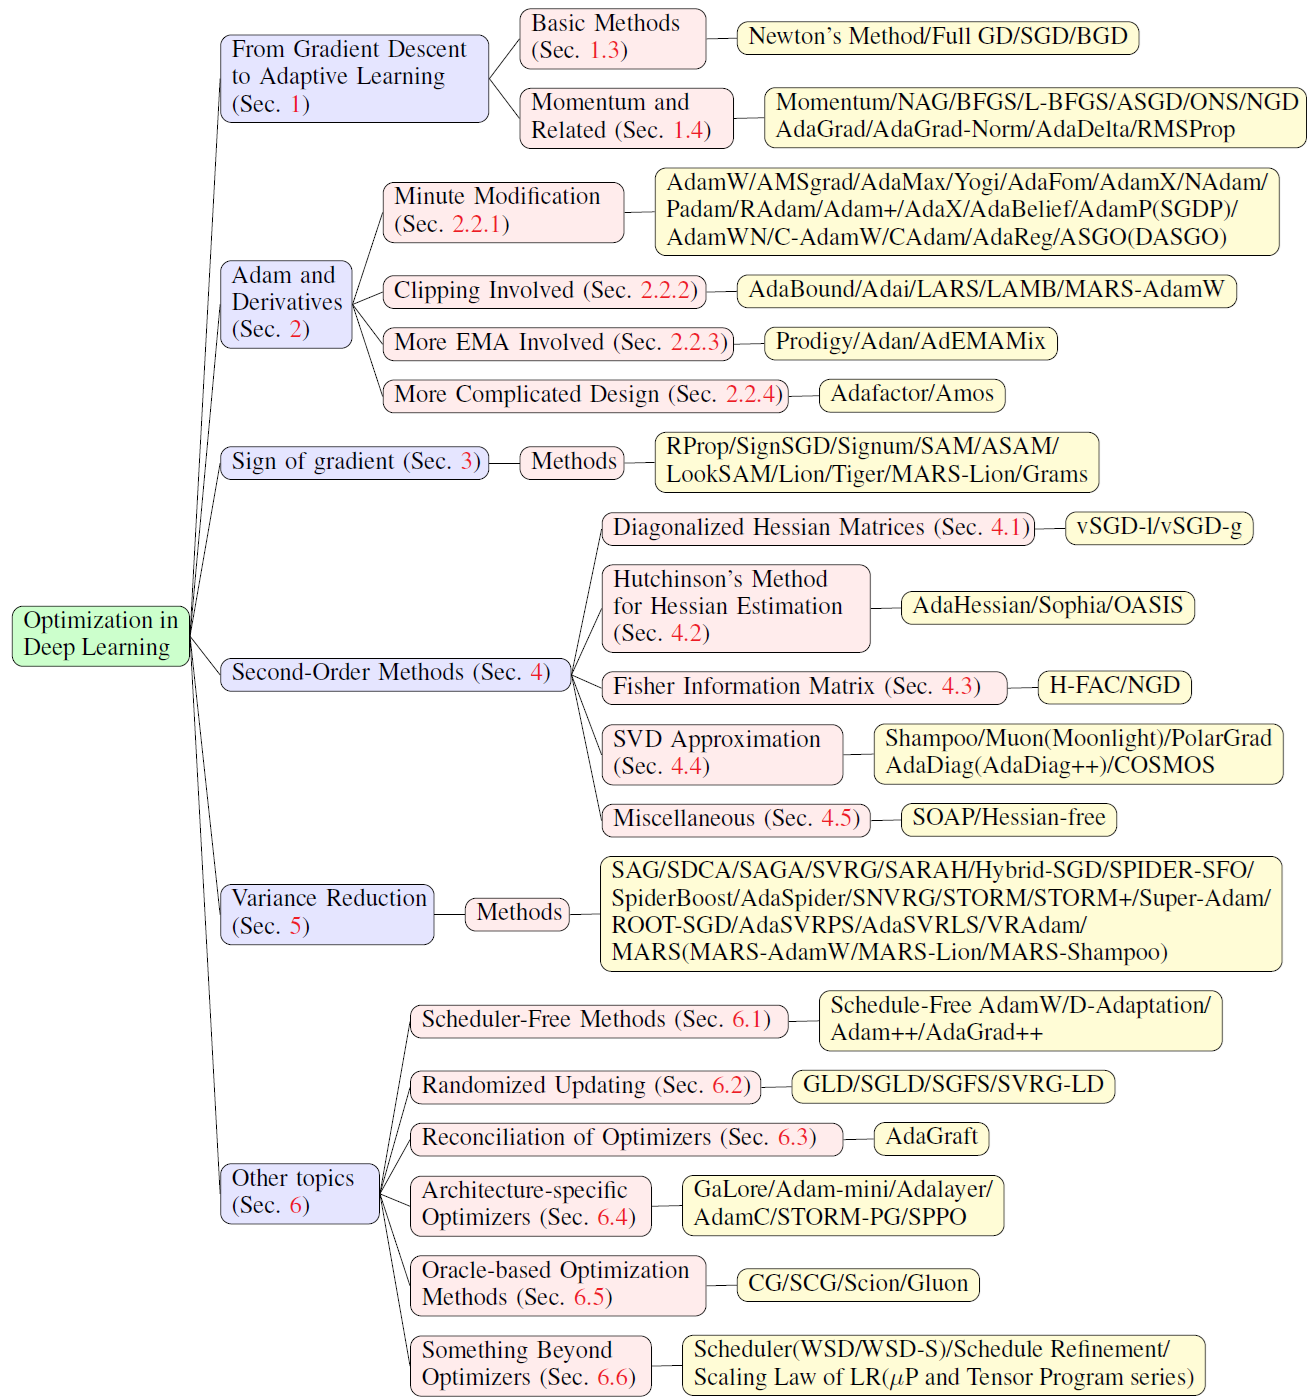 Optimization in
Deep Learning
From Gradient Descent
to Adaptive Learning
(Sec. 1)
Basic Methods
(Sec. 1.3)
Newton's Method/Full GD/SGD/BGD
Momentum and
Related (Sec. 1.4)
Momentum/NAG/BFGS/L-BFGS/ASGD/ONS/NGD
AdaGrad/AdaGrad-Norm/AdaDelta/RMSProp
Adam and
Derivatives
(Sec. 2)
Minute Modification
(Sec. 2.2.1)
AdamW/AMSgrad/AdaMax/Yogi/AdaFom/AdamX/NAdam/
Padam/RAdam/Adam+/AdaX/AdaBelief/AdamP(SGDP)/
AdamWN/C-AdamW/CAdam/AdaReg/ASGO(DASGO)
Clipping Involved (Sec. 2.2.2)
AdaBound/Adai/LARS/LAMB/MARS-AdamW
More EMA Involved (Sec. 2.2.3)
Prodigy/Adan/AdEMAMix
More Complicated Design (Sec. 2.2.4)
Adafactor/Amos
Sign of gradient (Sec. 3)
Methods
RProp/SignSGD/Signum/SAM/ASAM/
LookSAM/Lion/Tiger/MARS-Lion/Grams
Second-Order Methods (Sec. 4)
Diagonalized Hessian Matrices (Sec. 4.1)
vSGD-l/vSGD-g
Hutchinson's Method
for Hessian Estimation
(Sec. 4.2)
AdaHessian/Sophia/OASIS
Fisher Information Matrix (Sec. 4.3)
H-FAC/NGD
SVD Approximation
(Sec. 4.4)
Shampoo/Muon(Moonlight)/PolarGrad
AdaDiag(AdaDiag++)/COSMOS
Miscellaneous (Sec. 4.5)
SOAP/Hessian-free
Variance Reduction
(Sec. 5)
Methods
SAG/SDCA/SAGA/SVRG/SARAH/Hybrid-SGD/SPIDER-SFO/
SpiderBoost/AdaSpider/SNVRG/STORM/STORM+/Super-Adam/
ROOT-SGD/AdaSVRPS/AdaSVRLS/VRAdam/
MARS(MARS-AdamW/MARS-Lion/MARS-Shampoo)
Other topics
(Sec. 6)
Scheduler-Free Methods (Sec. 6.1)
Schedule-Free AdamW/D-Adaptation/
Adam++/AdaGrad++
Randomized Updating (Sec. 6.2)
GLD/SGLD/SGFS/SVRG-LD
Reconciliation of Optimizers (Sec. 6.3)
AdaGraft
Architecture-specific
Optimizers (Sec. 6.4)
GaLore/Adam-mini/Adalayer/
AdamC/STORM-PG/SPPO
Oracle-based Optimization
Methods (Sec. 6.5)
CG/SCG/Scion/Gluon
Something Beyond
Optimizers (Sec. 6.6)
Scheduler(WSD/WSD-S)/Schedule Refinement/
Scaling Law of LR(μP and Tensor Program series)